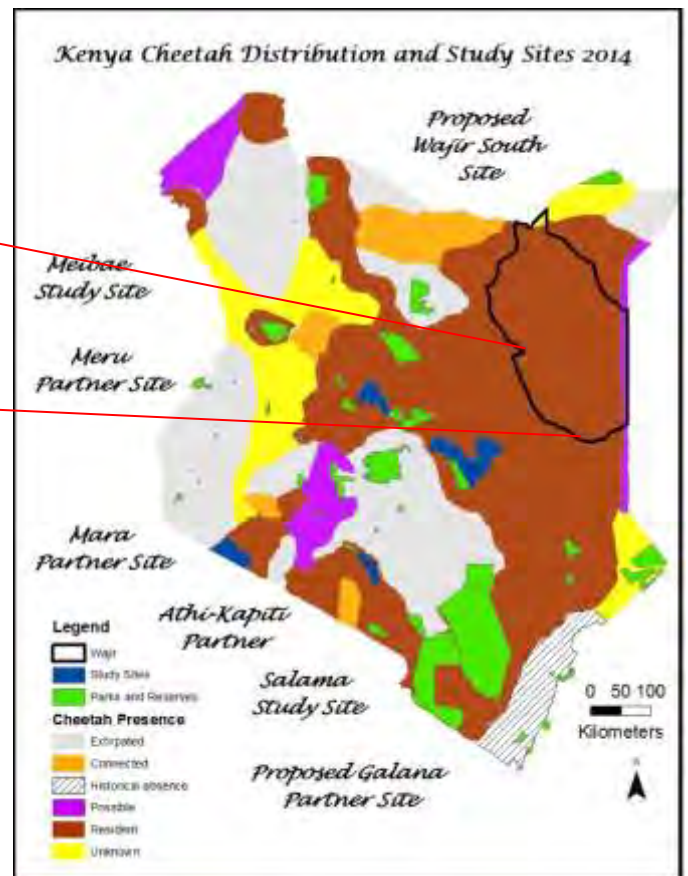 Kenya Cheetah Distribution and Study Sites 2014
Proposed
Wajir South
Site
Meibae
Study Site
Meru
Partner Site
Mara
Partner Site
Athi-Kapiti
Partner
Salama
Study Site
Proposed Galana
Partner Site
Legend
Wajir
Study Sites
Parks and Reserves
Cheetah Presence
Extirpated
Connected
Historical absence
Possible
Resident
Unknown
0 50 100
Kilometers